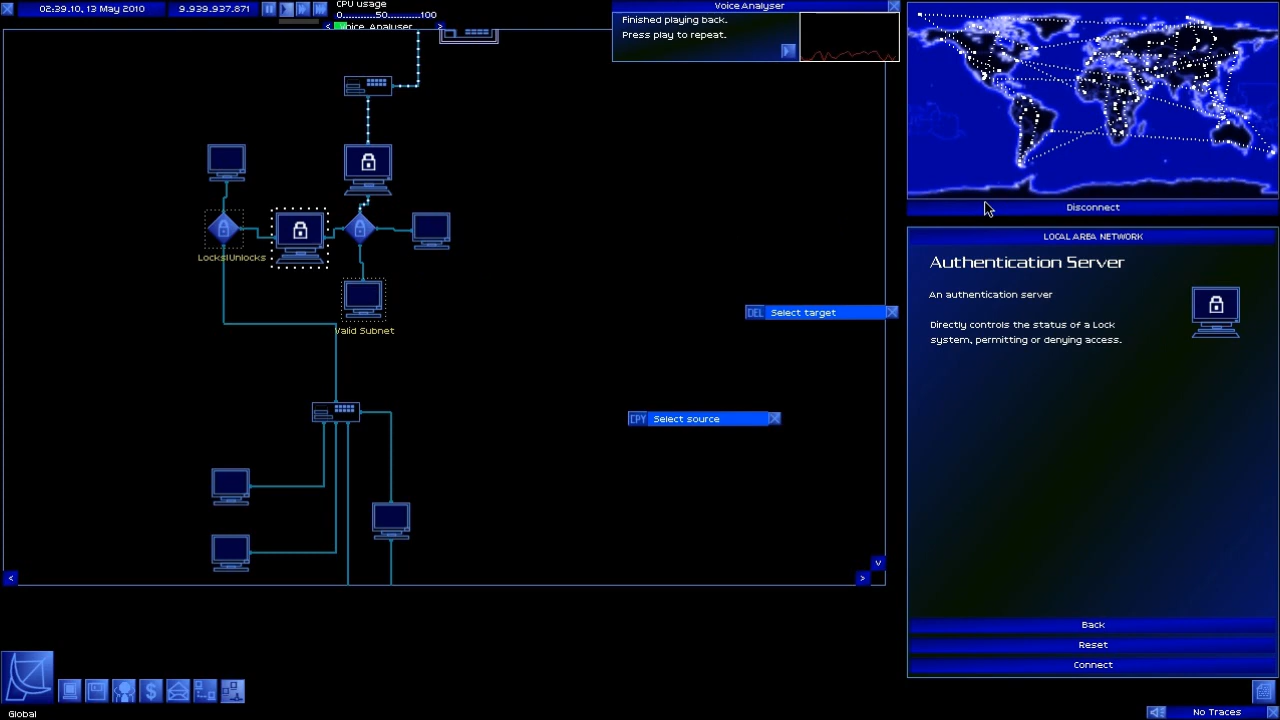 02:39.10, 13 May 2010
9.939.937.871
CPU usage
0.........50........100
< Voice Analyser >
Voice Analyser
Finished playing back.
Press play to repeat.
Disconnect
LOCAL AREA NETWORK
Authentication Server
An authentication server
Directly controls the status of a Lock
system, permitting or denying access.
Locks|Unlocks
Valid Subnet
DEL Select target
CPY Select source
Back
Reset
Connect
Global
No Traces